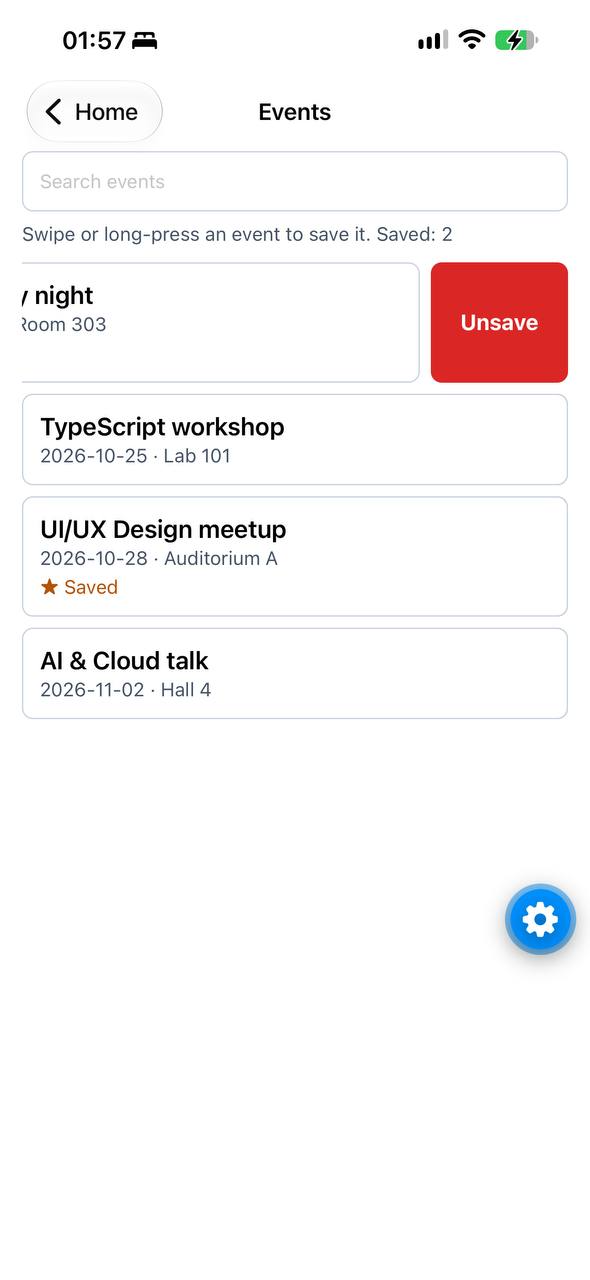 01:57
Home
Events
Search events
Swipe or long-press an event to save it. Saved: 2
y night
Room 303
Unsave
TypeScript workshop
2026-10-25 · Lab 101
UI/UX Design meetup
2026-10-28 · Auditorium A
★ Saved
AI & Cloud talk
2026-11-02 · Hall 4